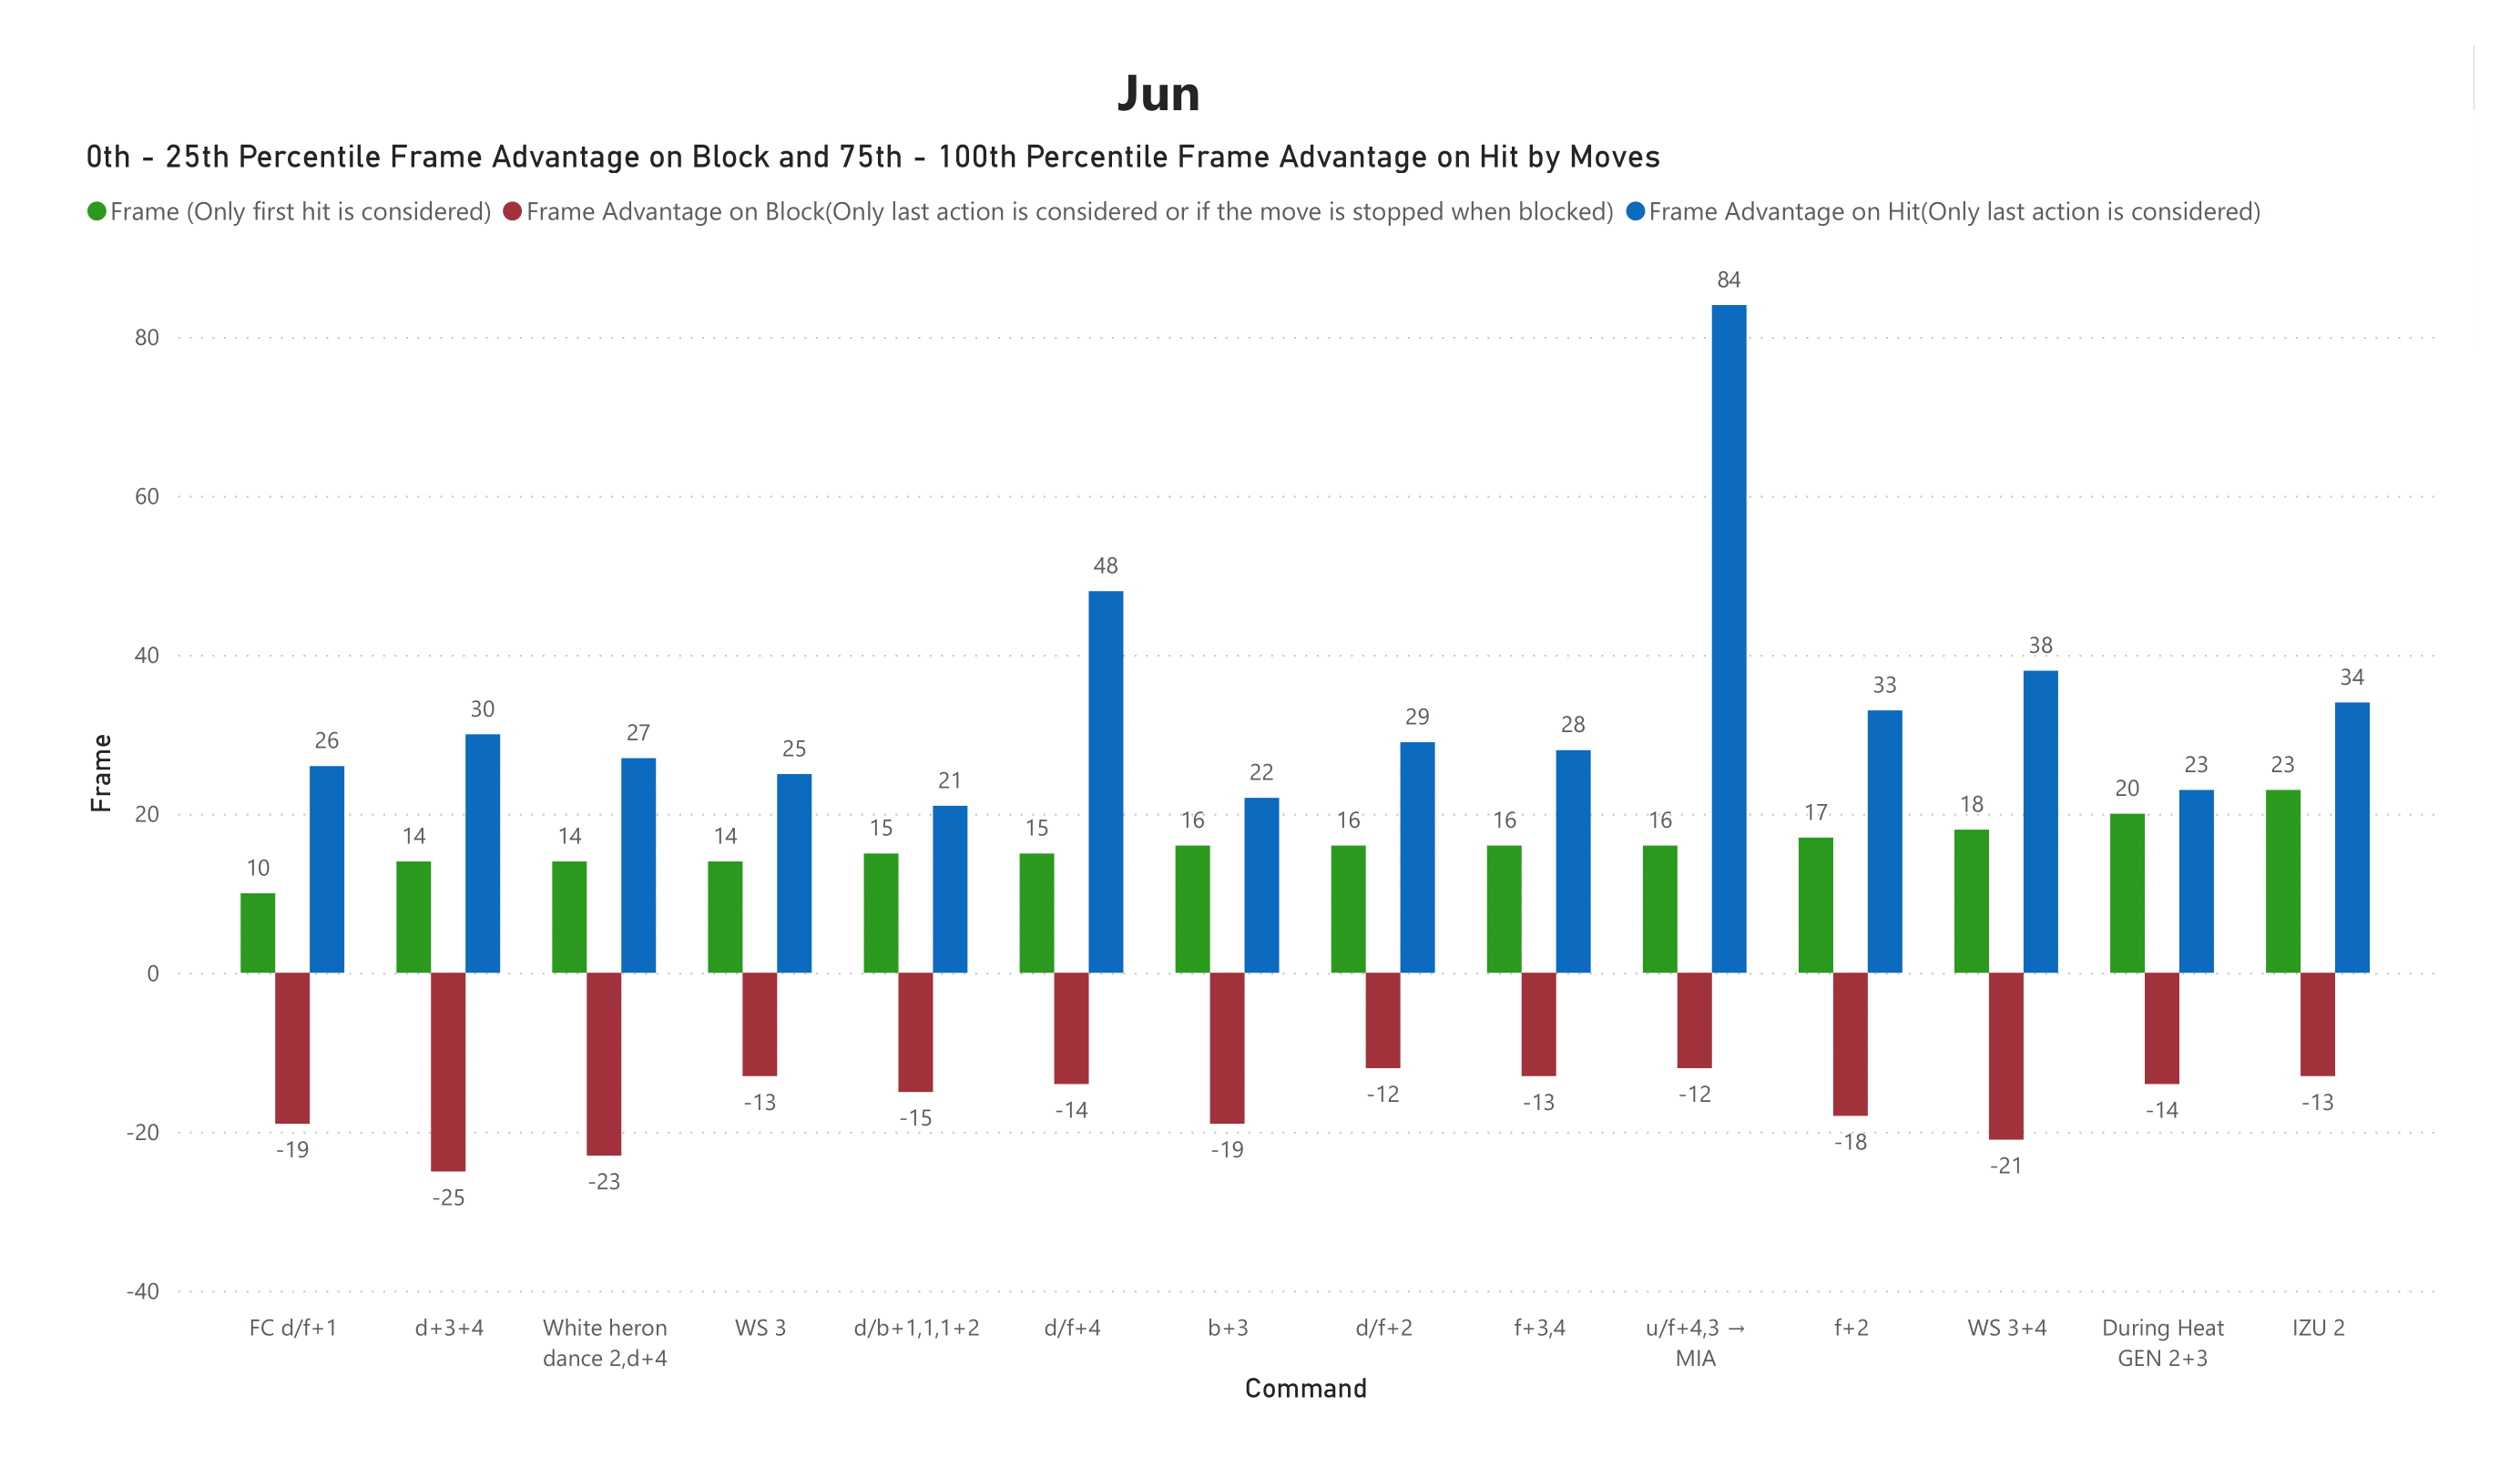 Jun
0th - 25th Percentile Frame Advantage on Block and 75th - 100th Percentile Frame Advantage on Hit by Moves
Frame (Only first hit is considered) Frame Advantage on Block(Only last action is considered or if the move is stopped when blocked) Frame Advantage on Hit(Only last action is considered)
Frame
80
60
40
20
0
-20
-40
10 -19 26
14 -25 30
14 -23 27
14 -13 25
15 -15 21
15 -14 48
16 -19 22
16 -12 29
16 -13 28
16 -12 84
17 -18 33
18 -21 38
20 -14 23
23 -13 34
FC d/f+1
d+3+4
White heron
dance 2,d+4
WS 3
d/b+1,1,1+2
d/f+4
b+3
d/f+2
f+3,4
u/f+4,3 →
MIA
f+2
WS 3+4
During Heat
GEN 2+3
IZU 2
Command